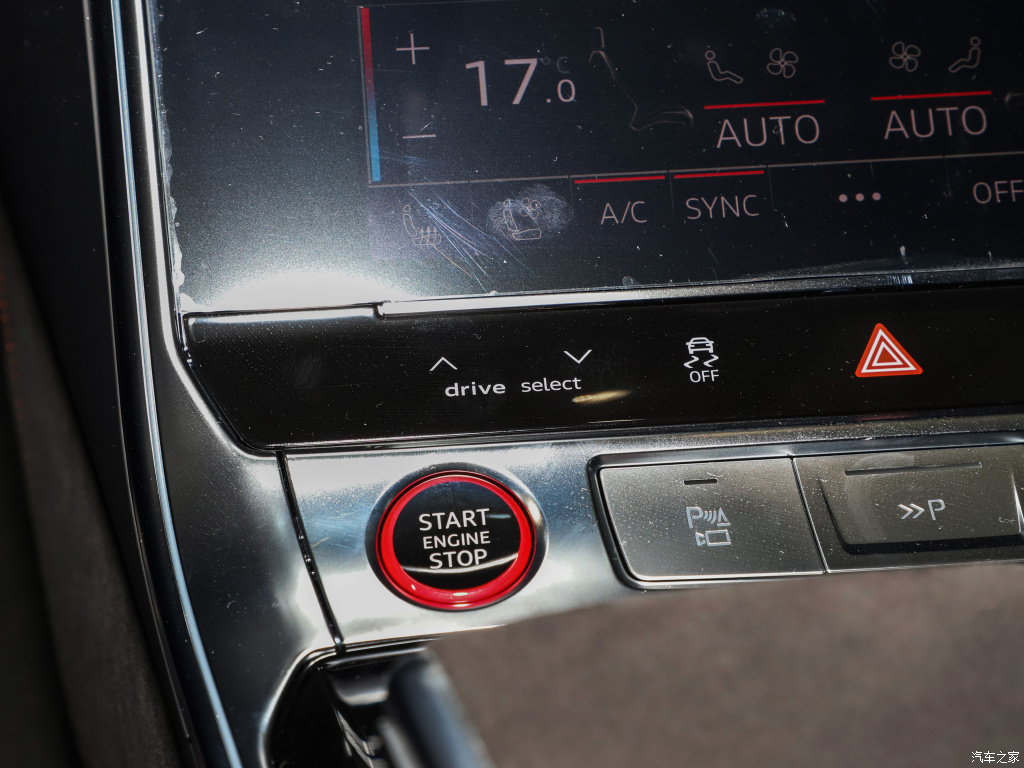 17.0 °C
AUTO AUTO
A/C SYNC ••• OFF
drive select
OFF
START
ENGINE
STOP
P
P
汽车之家